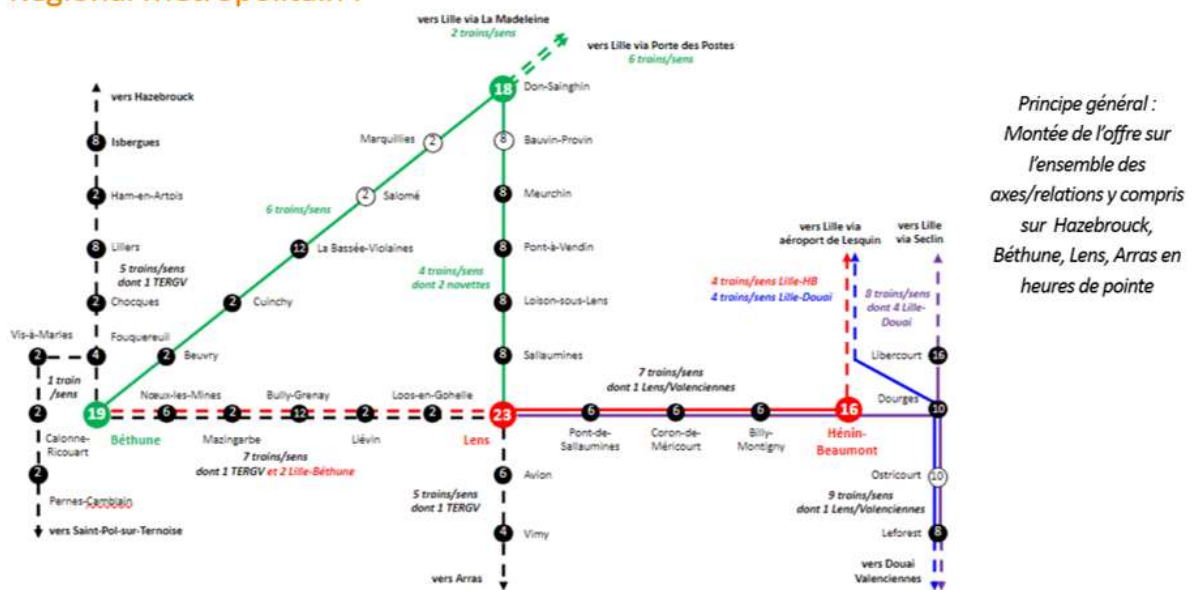 Régional Métropolitain :
vers Lille via La Madeleine
2 trains/sens
vers Lille via Porte des Postes
6 trains/sens
18
Don-Sainghin
vers Hazebrouck
8
Isbergues
Marquillies
2
8
Bauvin-Provin
2
Ham-en-Artois
2
Salomé
8
Meurchin
6 trains/sens
8
Lillers
12
La Bassée-Violaines
8
Pont-à-Vendin
5 trains/sens
dont 1 TERGV
4 trains/sens
dont 2 navettes
2
Chocques
2
Cuinchy
8
Loison-sous-Lens
Vis-à-Marles
2
Fouquereuil
4
2
Beuvry
8
Sallaumines
1 train
/sens
2
Calonne-
Ricouart
19
Béthune
Nœux-les-Mines
6
2
Mazingarbe
Bully-Grenay
12
2
Liévin
Loos-en-Gohelle
2
23
Lens
7 trains/sens
dont 1 TERGV et 2 Lille-Béthune
2
Pernes-Camblain
vers Saint-Pol-sur-Ternoise
5 trains/sens
dont 1 TERGV
6
Avion
4
Vimy
vers Arras
7 trains/sens
dont 1 Lens/Valenciennes
6
Pont-de-
Sallaumines
6
Coron-de-
Méricourt
6
Billy-
Montigny
16
Hénin-
Beaumont
vers Lille via
aéroport de Lesquin
vers Lille
via Seclin
4 trains/sens Lille-HB
4 trains/sens Lille-Douai
8 trains/sens
dont 4 Lille-
Douai
Libercourt
16
Dourges
10
Ostricourt
10
9 trains/sens
dont 1 Lens/Valenciennes
Leforest
8
vers Douai
Valenciennes
Principe général :
Montée de l'offre sur
l'ensemble des
axes/relations y compris
sur Hazebrouck,
Béthune, Lens, Arras en
heures de pointe